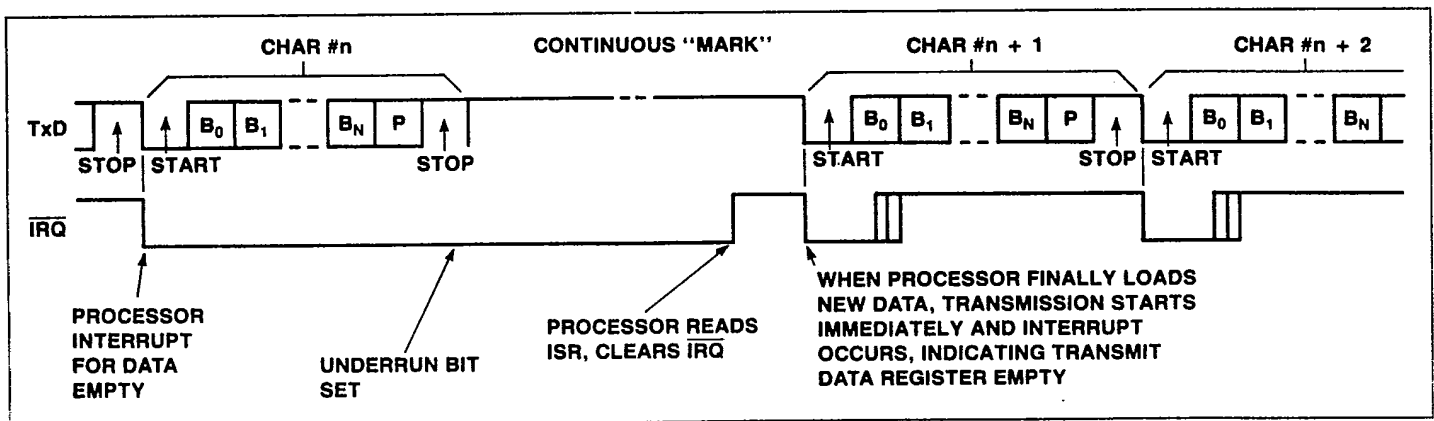 CHAR #n
CONTINUOUS "MARK"
CHAR #n + 1
CHAR #n + 2
TxD
B0
B1
BN
P
B0
B1
BN
P
B0
B1
BN
STOP
START
STOP
START
STOP
START
IRQ
PROCESSOR
INTERRUPT
FOR DATA
EMPTY
UNDERRUN BIT
SET
PROCESSOR READS
ISR, CLEARS IRQ
WHEN PROCESSOR FINALLY LOADS
NEW DATA, TRANSMISSION STARTS
IMMEDIATELY AND INTERRUPT
OCCURS, INDICATING TRANSMIT
DATA REGISTER EMPTY